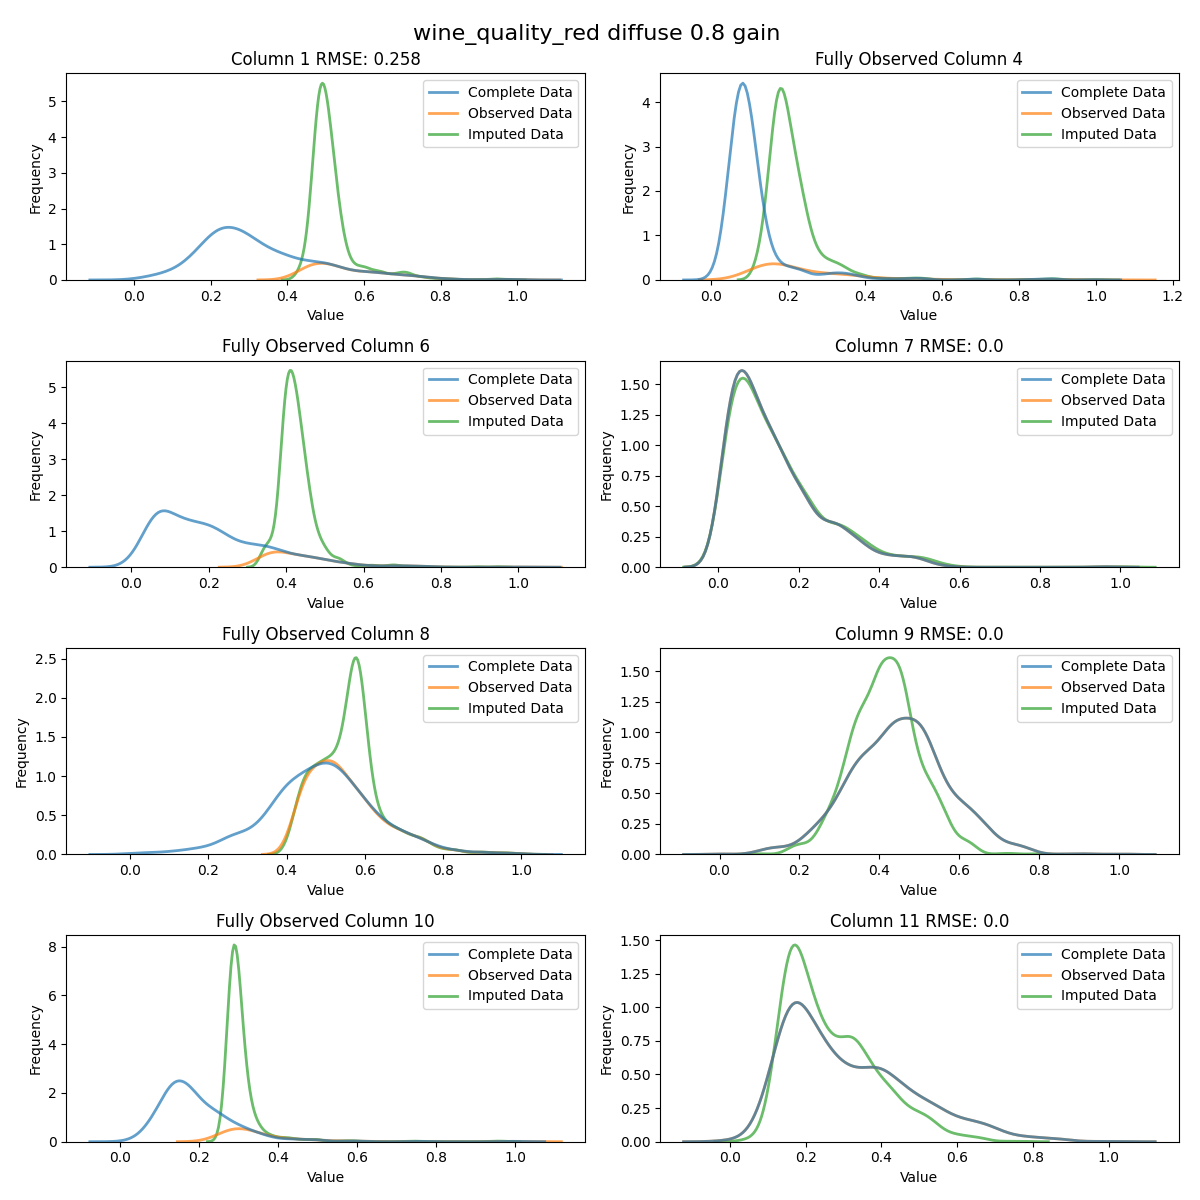 wine_quality_red diffuse 0.8 gain
Column 1 RMSE: 0.258
Frequency
5
4
3
2
1
0
Complete Data
Observed Data
Imputed Data
0.0 0.2 0.4 0.6 0.8 1.0
Value
Fully Observed Column 4
Frequency
4
3
2
1
0
Complete Data
Observed Data
Imputed Data
0.0 0.2 0.4 0.6 0.8 1.0 1.2
Value
Fully Observed Column 6
Frequency
5
4
3
2
1
0
Complete Data
Observed Data
Imputed Data
0.0 0.2 0.4 0.6 0.8 1.0
Value
Column 7 RMSE: 0.0
Frequency
1.50
1.25
1.00
0.75
0.50
0.25
0.00
Complete Data
Observed Data
Imputed Data
0.0 0.2 0.4 0.6 0.8 1.0
Value
Fully Observed Column 8
Frequency
2.5
2.0
1.5
1.0
0.5
0.0
Complete Data
Observed Data
Imputed Data
0.0 0.2 0.4 0.6 0.8 1.0
Value
Column 9 RMSE: 0.0
Frequency
1.50
1.25
1.00
0.75
0.50
0.25
0.00
Complete Data
Observed Data
Imputed Data
0.0 0.2 0.4 0.6 0.8 1.0
Value
Fully Observed Column 10
Frequency
8
6
4
2
0
Complete Data
Observed Data
Imputed Data
0.0 0.2 0.4 0.6 0.8 1.0
Value
Column 11 RMSE: 0.0
Frequency
1.50
1.25
1.00
0.75
0.50
0.25
0.00
Complete Data
Observed Data
Imputed Data
0.0 0.2 0.4 0.6 0.8 1.0
Value